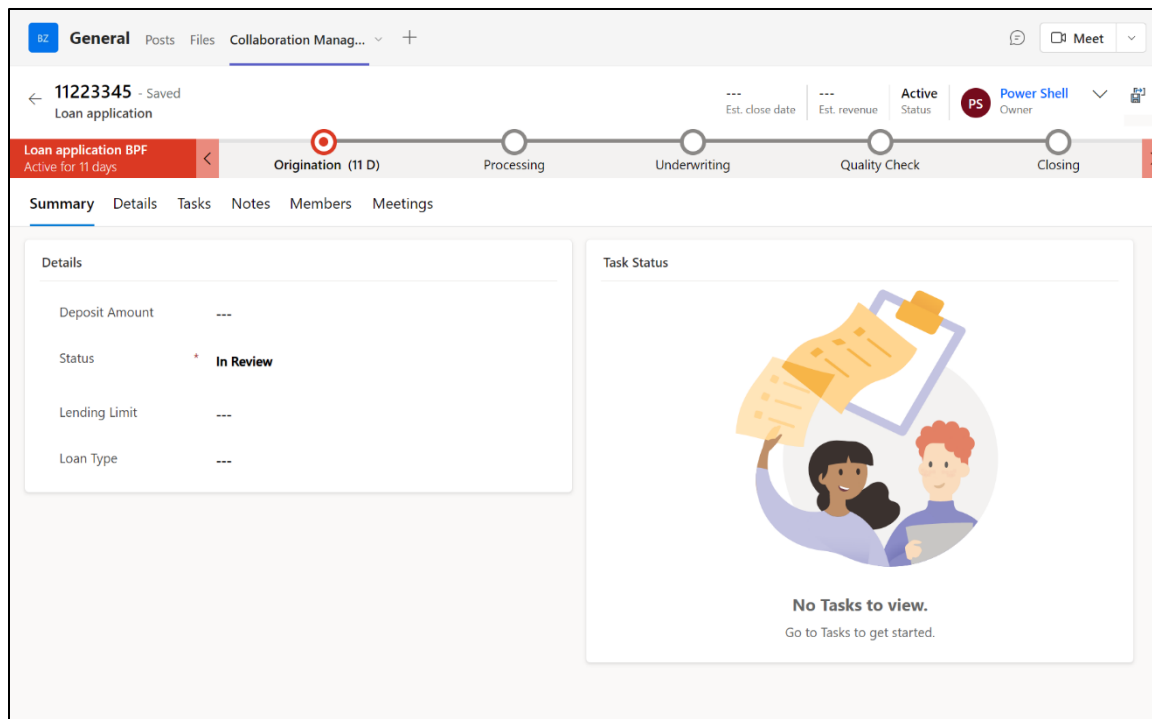 BZ General Posts Files Collaboration Manag...
Meet
11223345 - Saved
Loan application
---
Est. close date
---
Est. revenue
Active
Status
PS
Power Shell
Owner
Loan application BPF
Active for 11 days
Origination (11 D)
Processing
Underwriting
Quality Check
Closing
Summary Details Tasks Notes Members Meetings
Details
Deposit Amount ---
Status * In Review
Lending Limit ---
Loan Type ---
Task Status
No Tasks to view.
Go to Tasks to get started.